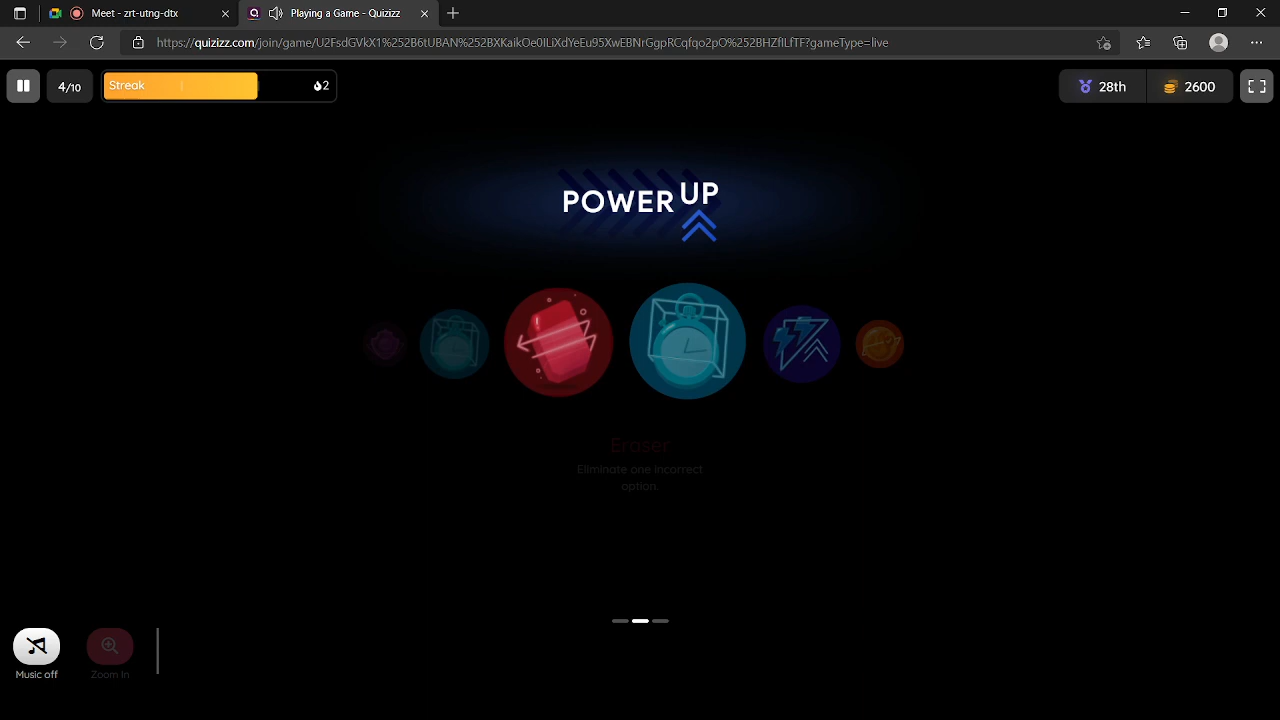 Meet - zrt-utng-dtx
Playing a Game - Quizizz
https://quizizz.com/join/game/U2FsdGVkX1%252B6tUBAN%252BXKaikOe0ILiXdYeEu95XwEBNrGgpRCqfqo2pO%252BHZfILfTF?gameType=live
4/10
Streak
2
28th
2600
POWER UP
Eraser
Eliminate one incorrect
option.
Music off
Zoom In